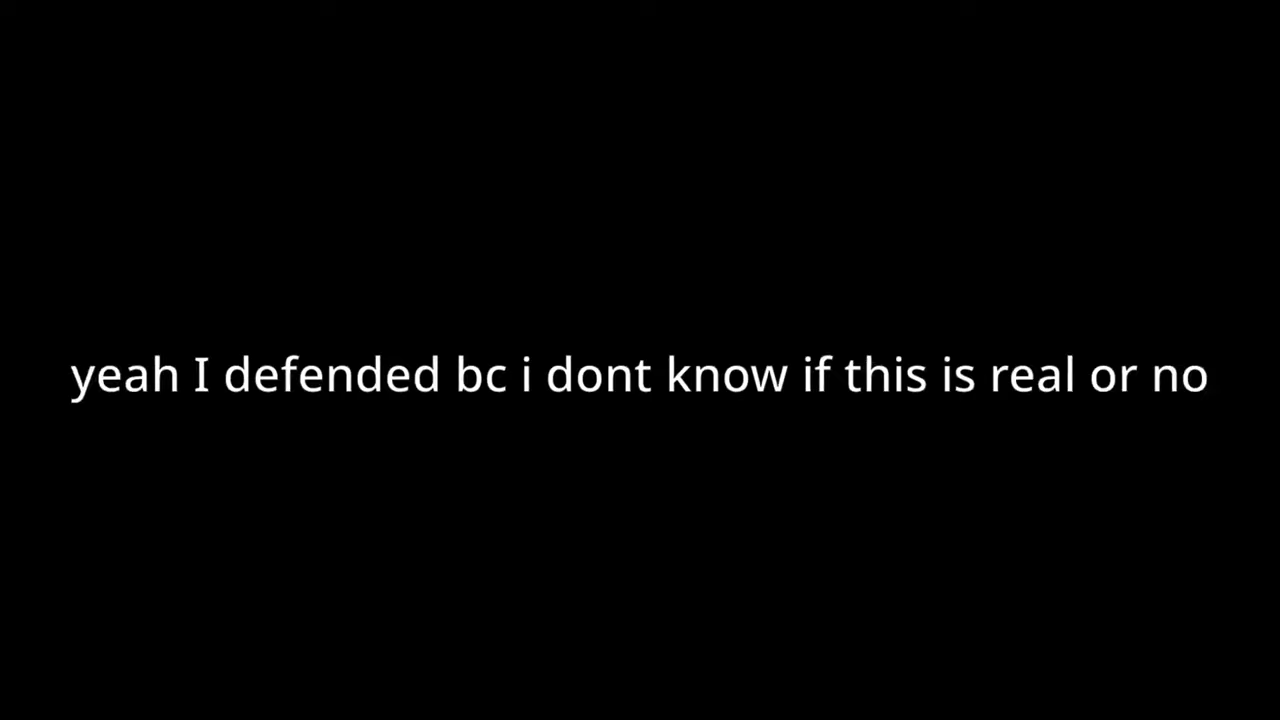 yeah I defended bc i dont know if this is real or no